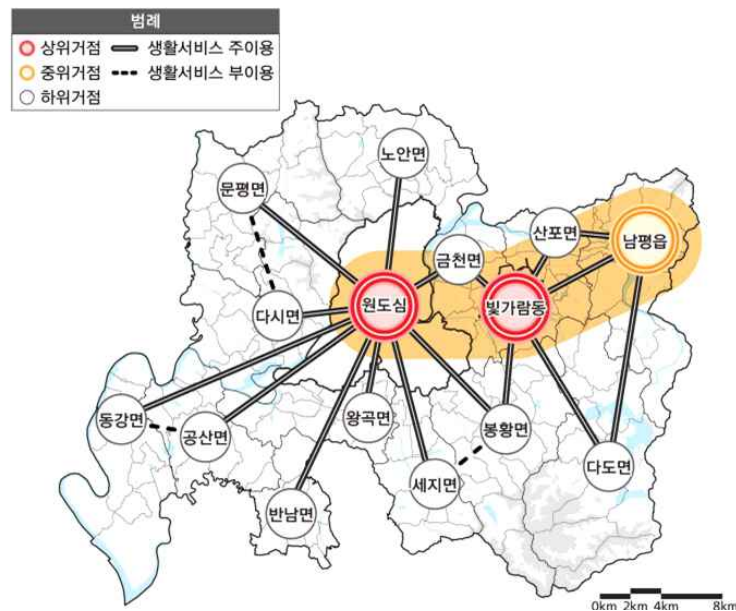 범례
상위거점 생활서비스 주이용
중위거점 생활서비스 부이용
하위거점
노안면
문평면
산포면
남평읍
금천면
원도심
빛가람동
다시면
왕곡면
동강면
봉황면
공산면
다도면
세지면
반남면
0km 2km 4km 8km